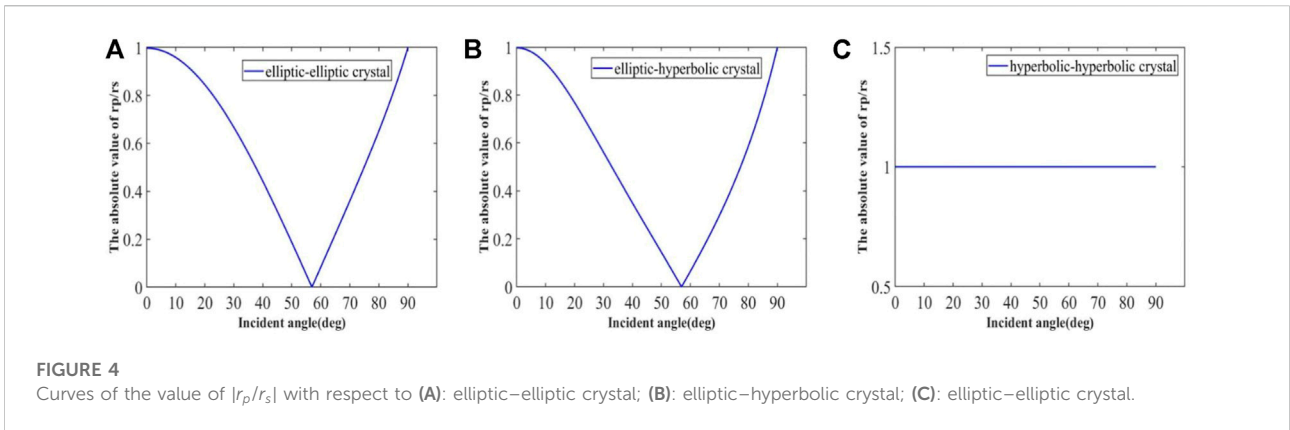 A
B
C
elliptic-elliptic crystal
elliptic-hyperbolic crystal
hyperbolic-hyperbolic crystal
The absolute value of rp/rs
1
0.8
0.6
0.4
0.2
0
0 10 20 30 40 50 60 70 80 90
Incident angle(deg)
The absolute value of rp/rs
1
0.8
0.6
0.4
0.2
0
0 10 20 30 40 50 60 70 80 90
Incident angle(deg)
The absolute value of rp/rs
1.5
1
0.5
0 10 20 30 40 50 60 70 80 90
Incident angle(deg)
FIGURE 4
Curves of the value of |rp/rs| with respect to (A): elliptic–elliptic crystal; (B): elliptic–hyperbolic crystal; (C): elliptic–elliptic crystal.